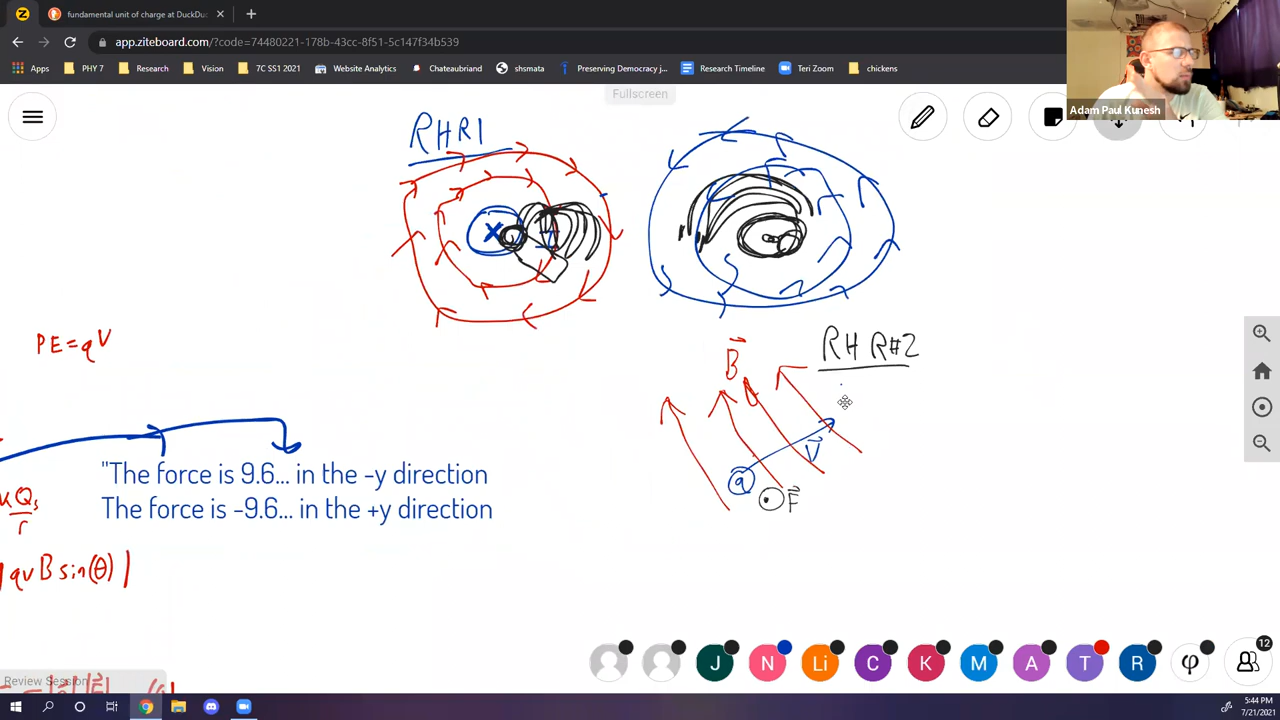 fundamental unit of charge at DuckDuc
app.ziteboard.com/?code=74480221-178b-43cc-8f51-5c147f34b539
Apps
PHY 7
Research
Vision
7C SS1 2021
Website Analytics
Chateaubriand
shsmata
Preserving Democracy j...
Research Timeline
Teri Zoom
chickens
Fullscreen
Adam Paul Kunesh
RHR1
X
RH R#2
B
PE=qV
V
q
F
"The force is 9.6... in the -y direction
The force is -9.6... in the +y direction
Qs
r
qvBsin(θ)|
J
N
Li
C
K
M
A
T
R
φ
12
Review Session
5:44 PM
7/21/2021